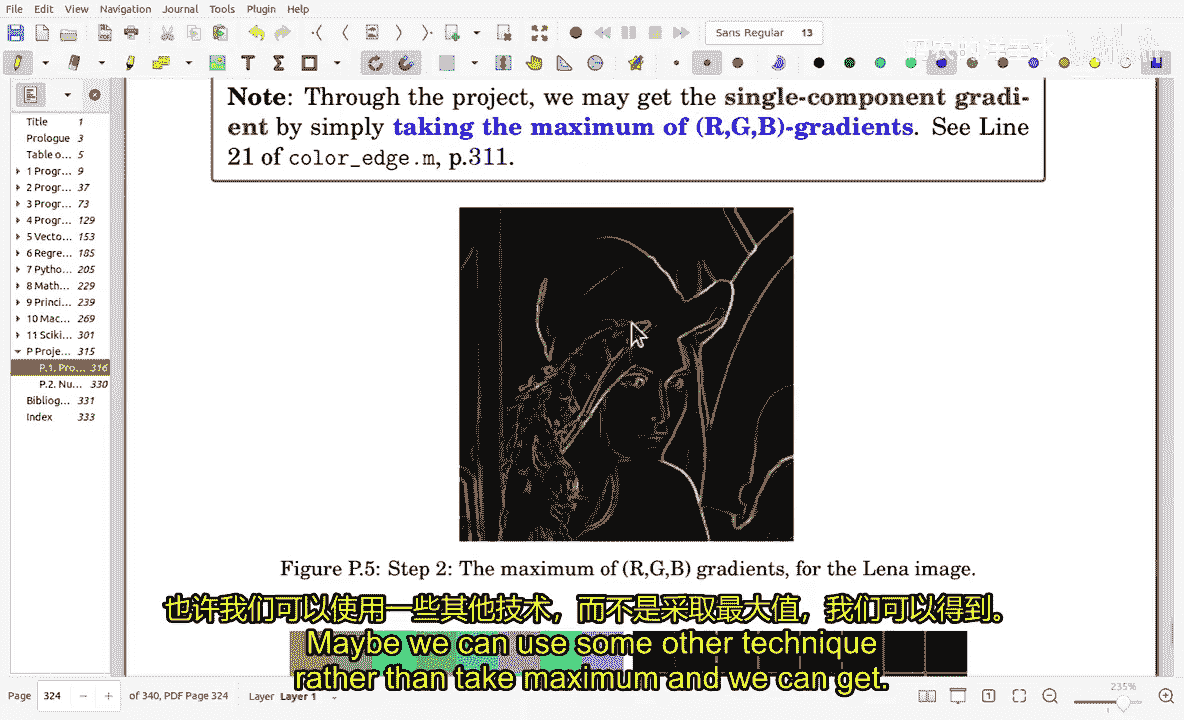 File Edit View Navigation Journal Tools Plugin Help
Sans Regular 13
Title 1
Prologue 3
Table o... 5
1 Progr... 9
2 Progr... 37
3 Progr... 73
4 Progr... 129
5 Vecto... 153
6 Regre... 185
7 Pytho... 205
8 Math... 229
9 Princi... 239
10 Mac... 269
11 Sciki... 301
P Proje... 315
P.1. Pro... 316
P.2. Nu... 330
Bibliog... 331
Index 333
Note: Through the project, we may get the single-component gradi-
ent by simply taking the maximum of (R,G,B)-gradients. See Line
21 of color_edge.m, p.311.
Figure P.5: Step 2: The maximum of (R,G,B) gradients, for the Lena image.
也许我们可以使用一些其他技术，而不是采取最大值，我们可以得到。
Maybe we can use some other technique
rather than take maximum and we can get.
Page 324 of 340, PDF Page 324 Layer Layer 1 235%